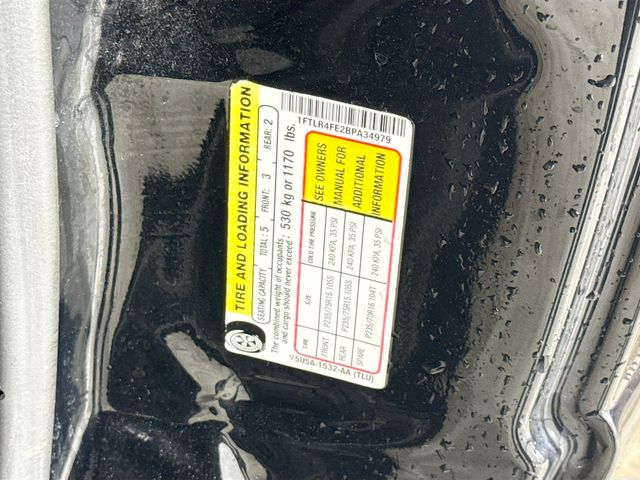 1FTLR4FE2BPA34979
TIRE AND LOADING INFORMATION
SEATING CAPACITY TOTAL: 5 FRONT: 3 REAR: 2
The combined weight of occupants
and cargo should never exceed: 530 kg or 1170 lbs.
TIRE SIZE COLD TIRE PRESSURE SEE OWNERS
FRONT P235/75R15 105S 240 KPA, 35 PSI MANUAL FOR
REAR P235/75R15 105S 240 KPA, 35 PSI ADDITIONAL
SPARE P235/70R16 104T 240 KPA, 35 PSI INFORMATION
5U5A-1532-AA (TLU)